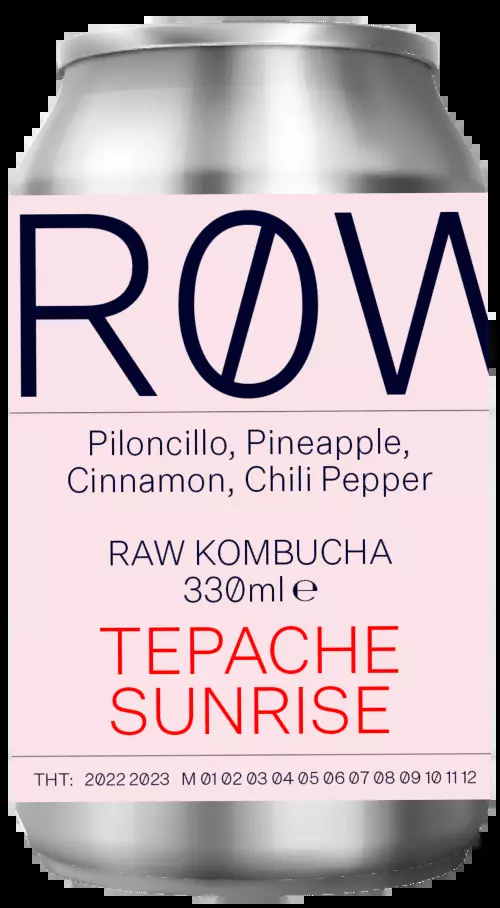 RØW
Piloncillo, Pineapple,
Cinnamon, Chili Pepper
RAW KOMBUCHA
330ml ℮
TEPACHE
SUNRISE
THT: 2022 2023 M 01 02 03 04 05 06 07 08 09 10 11 12